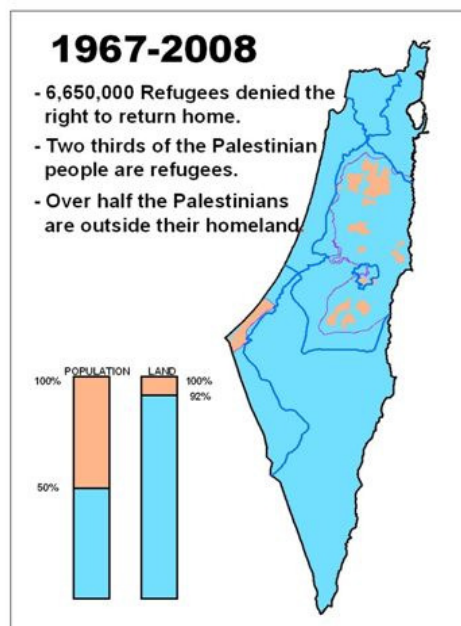 1967-2008
- 6,650,000 Refugees denied the
right to return home.
- Two thirds of the Palestinian
people are refugees.
- Over half the Palestinians
are outside their homeland.
POPULATION LAND
100% 100%
92%
50%